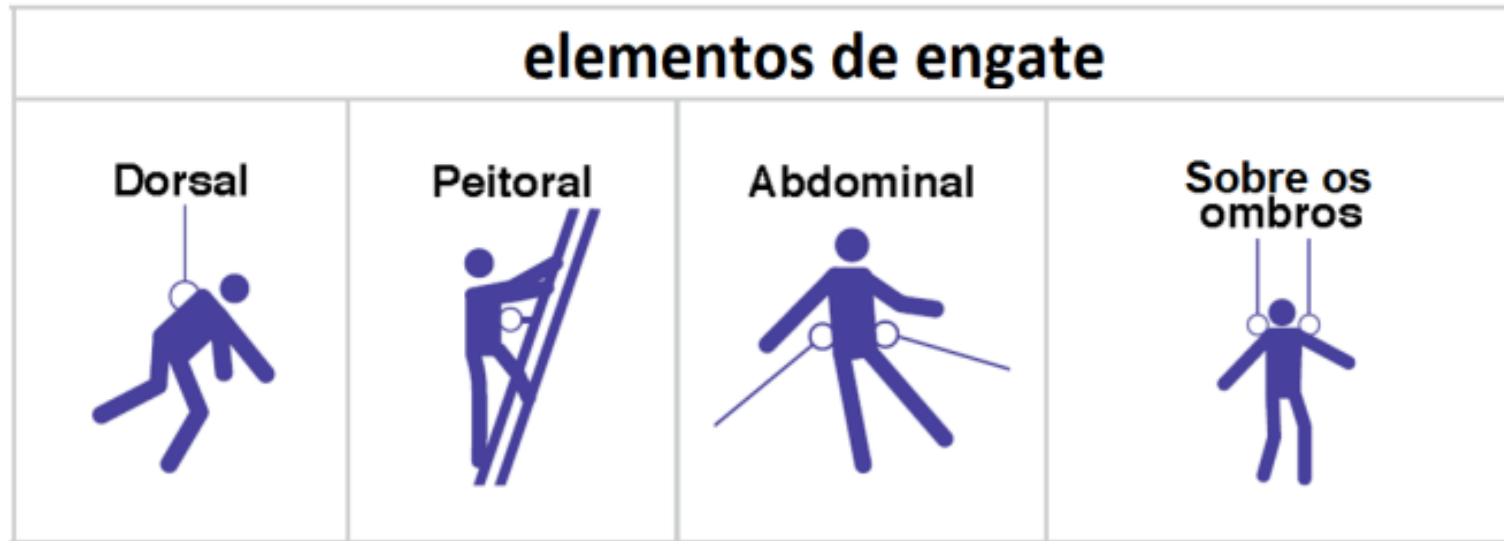 elementos de engate
Dorsal
Peitoral
Abdominal
Sobre os
ombros